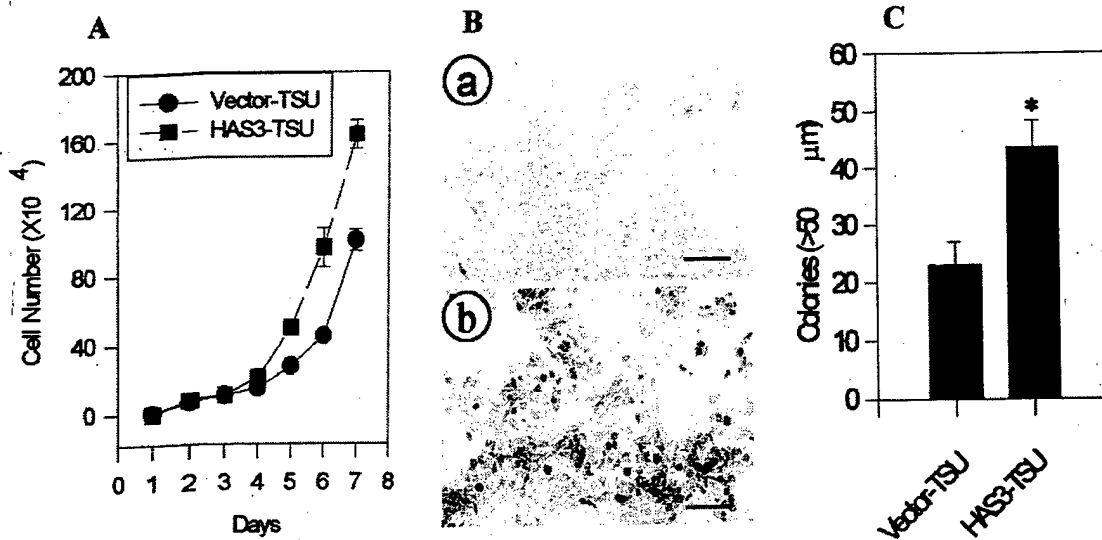 A
Vector-TSU
HAS3-TSU
Cell Number (X10 4)
200
160
120
80
40
0
0 1 2 3 4 5 6 7 8
Days
B
a
b
C
Colonies (>50 μm)
60
50
40
30
20
10
0
*
Vector-TSU
HAS3-TSU